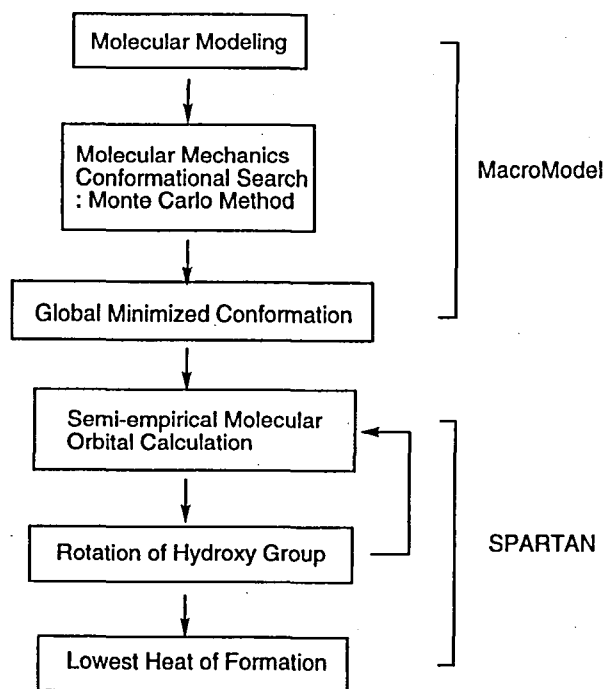 Molecular Modeling
Molecular Mechanics
Conformational Search
: Monte Carlo Method
MacroModel
Global Minimized Conformation
Semi-empirical Molecular
Orbital Calculation
Rotation of Hydroxy Group
SPARTAN
Lowest Heat of Formation